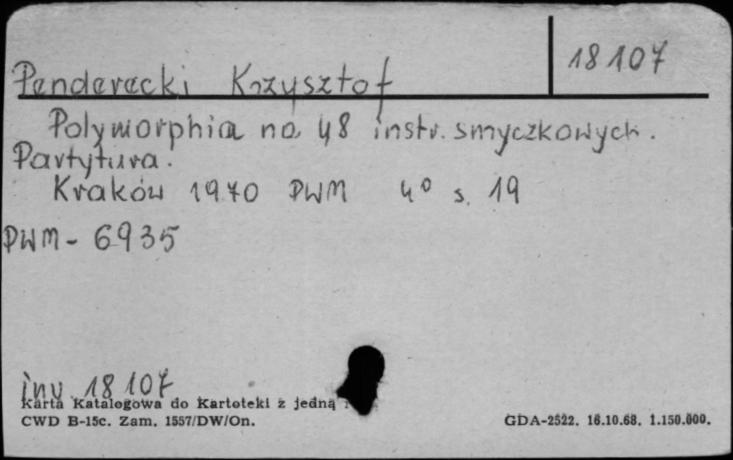 18107
Penderecki Krzysztof
Polymorphia na 48 instr. smyczkowych.
Partytura.
Kraków 1970 PWM 4° s. 19
PWM - 6935
inv 18107
Karta Katalogowa do Kartoteki z jedną
CWD B-15c. Zam. 1557/DW/On.
GDA-2522. 16.10.68. 1.150.000.